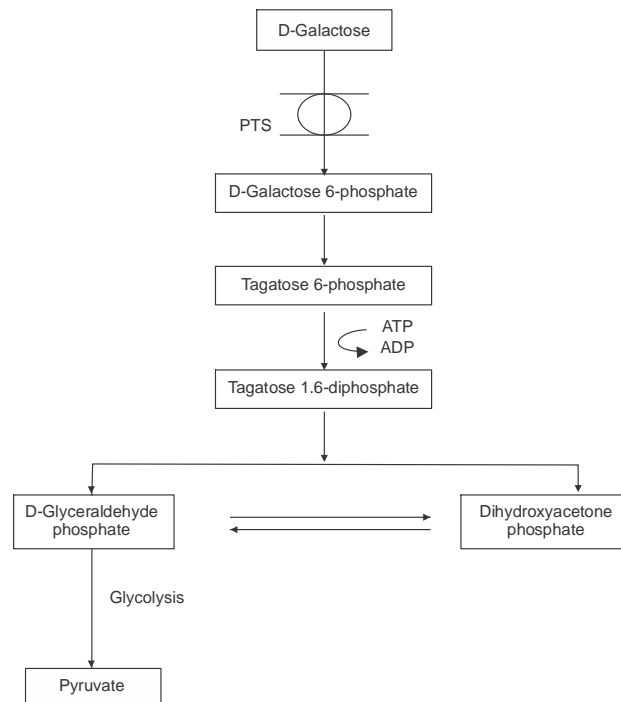 D-Galactose
PTS
D-Galactose 6-phosphate
Tagatose 6-phosphate
ATP
ADP
Tagatose 1.6-diphosphate
D-Glyceraldehyde
phosphate
Dihydroxyacetone
phosphate
Glycolysis
Pyruvate